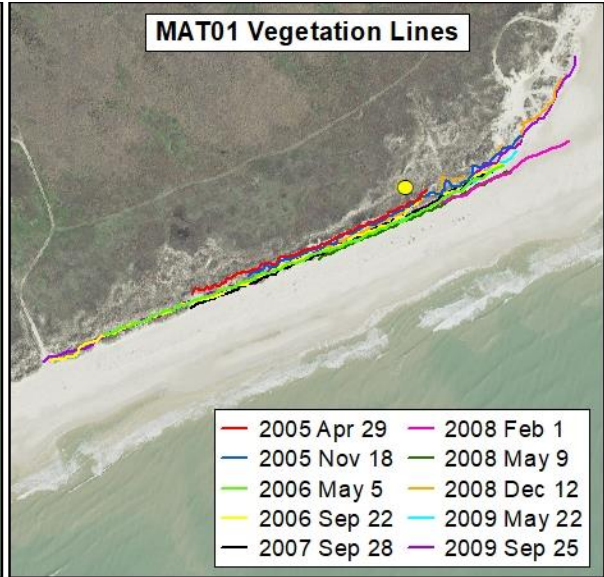 MAT01 Vegetation Lines
2005 Apr 29
2005 Nov 18
2006 May 5
2006 Sep 22
2007 Sep 28
2008 Feb 1
2008 May 9
2008 Dec 12
2009 May 22
2009 Sep 25